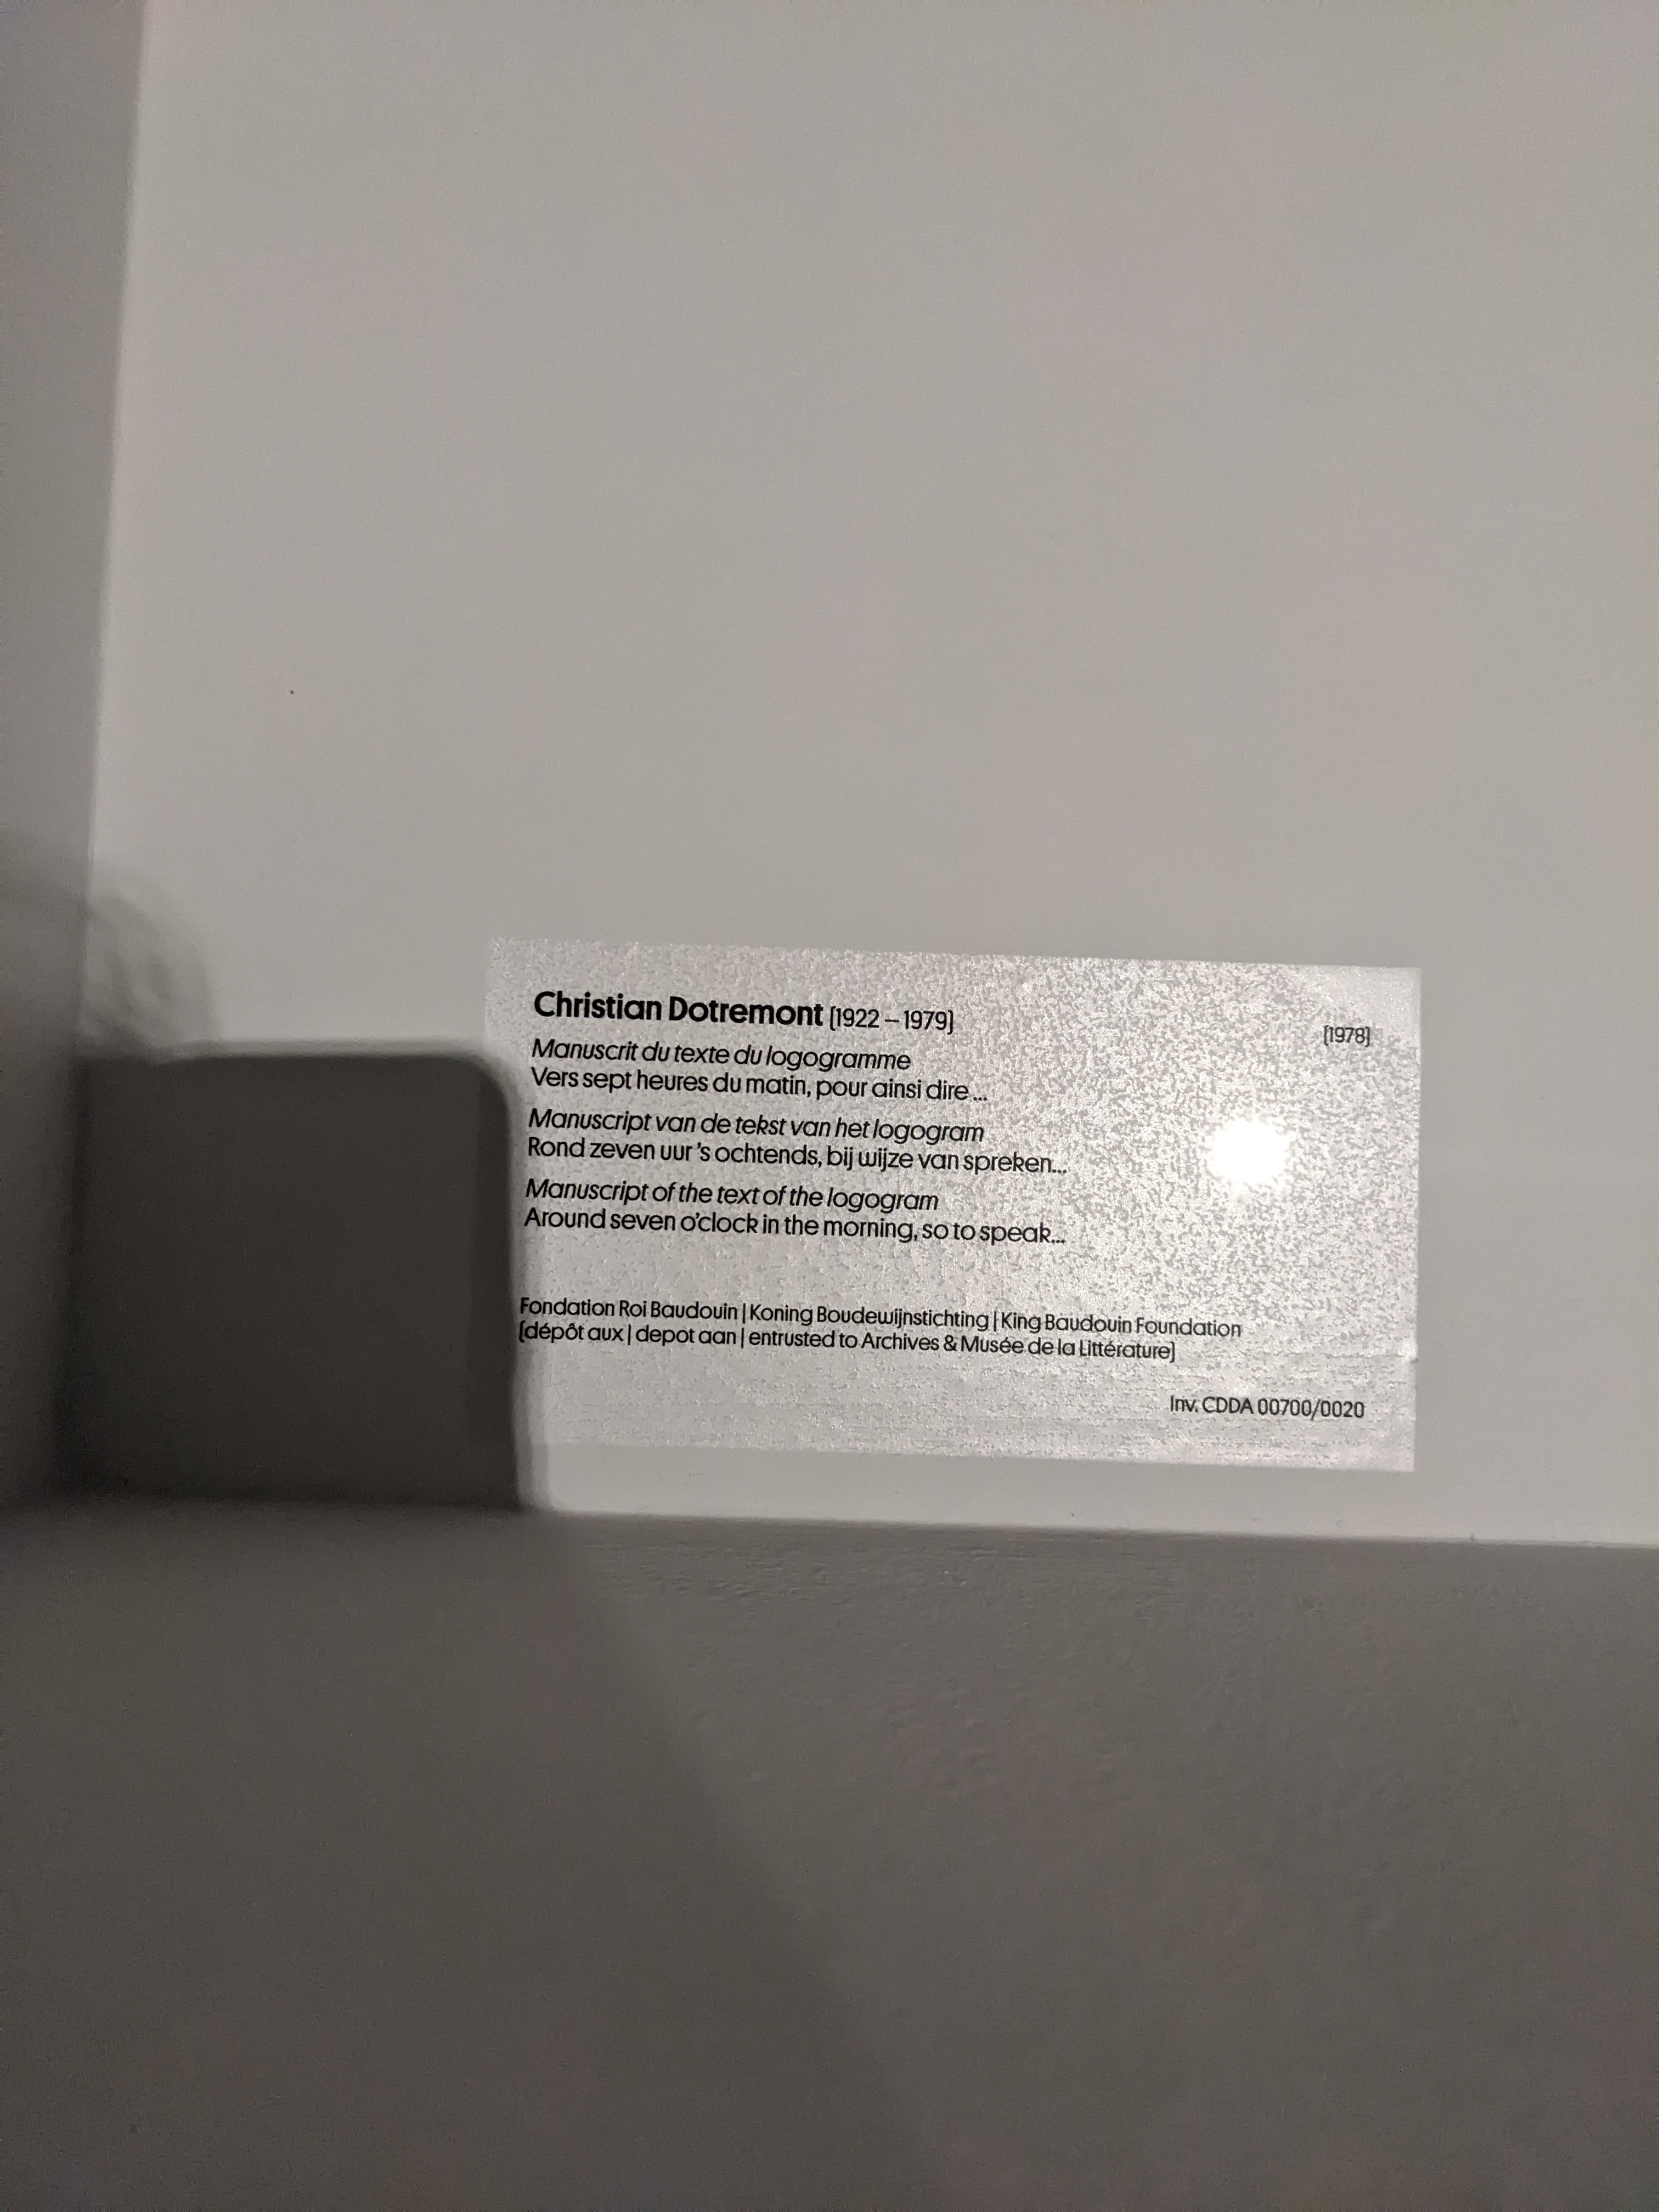 Christian Dotremont [1922 – 1979]
[1978]
Manuscrit du texte du logogramme
Vers sept heures du matin, pour ainsi dire...
Manuscript van de tekst van het logogram
Rond zeven uur 's ochtends, bij wijze van spreken...
Manuscript of the text of the logogram
Around seven o'clock in the morning, so to speak...
Fondation Roi Baudouin | Koning Boudewijnstichting | King Baudouin Foundation
[dépôt aux | depot aan | entrusted to Archives & Musée de la Littérature]
Inv. CDDA 00700/0020